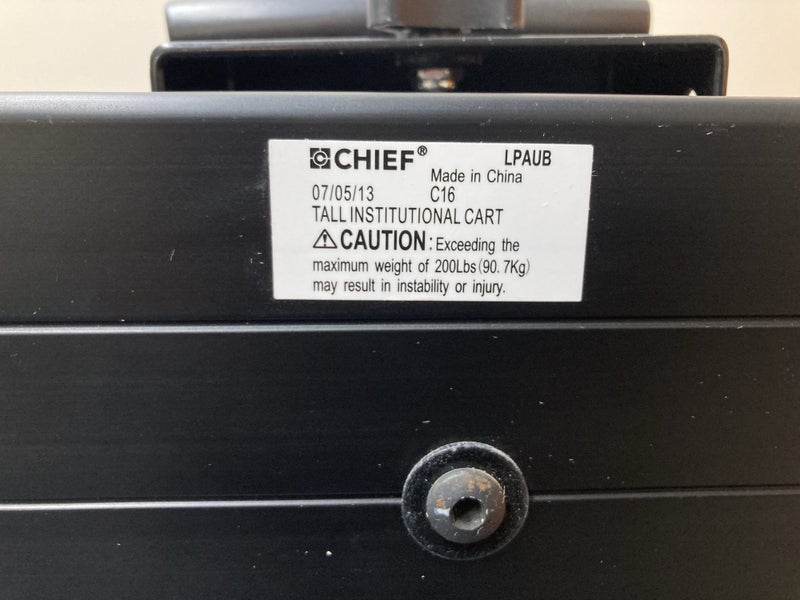 CHIEF® LPAUB
Made in China
07/05/13 C16
TALL INSTITUTIONAL CART
⚠CAUTION: Exceeding the
maximum weight of 200Lbs(90.7Kg)
may result in instability or injury.